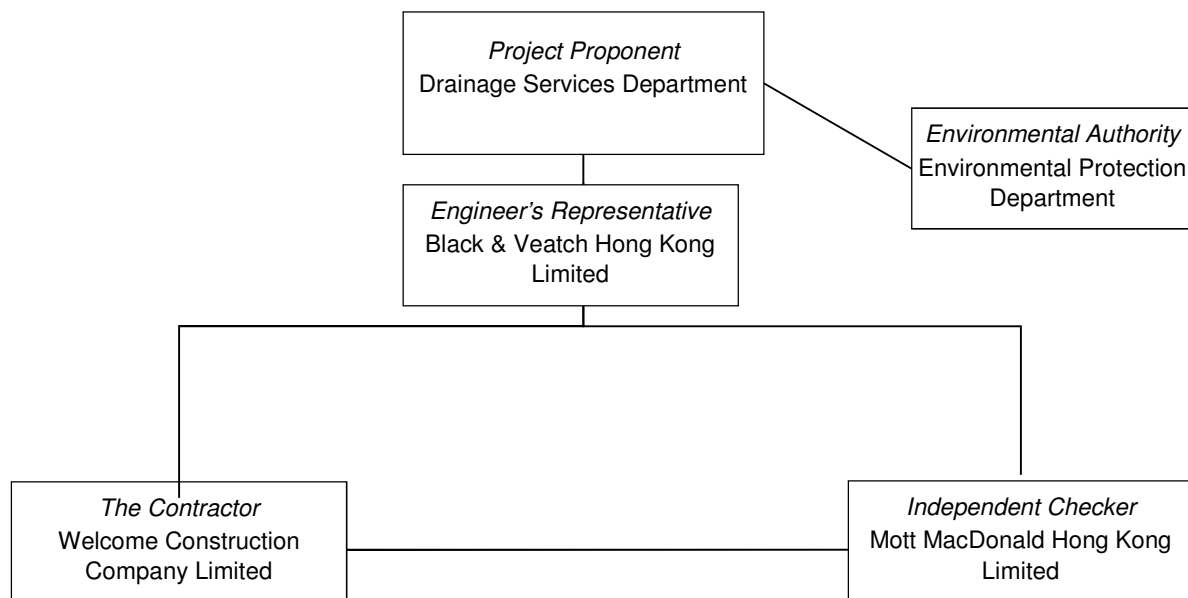 Project Proponent
Drainage Services Department
Environmental Authority
Environmental Protection
Department
Engineer's Representative
Black & Veatch Hong Kong
Limited
The Contractor
Welcome Construction
Company Limited
Independent Checker
Mott MacDonald Hong Kong
Limited